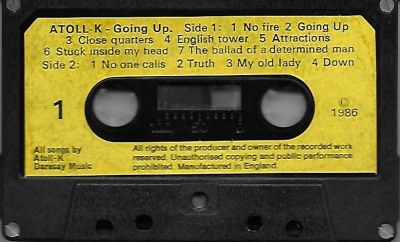 ATOLL-K - Going Up. Side 1: 1 No fire 2 Going Up
3 Close quarters 4 English tower 5 Attractions
6 Stuck inside my head 7 The ballad of a determined man
Side 2: 1 No one calls 2 Truth 3 My old lady 4 Down
1
℗
1986
All songs by
Atoll-K
Daresay Music
All rights of the producer and owner of the recorded work
reserved. Unauthorised copying and public performance
prohibited. Manufactured in England.